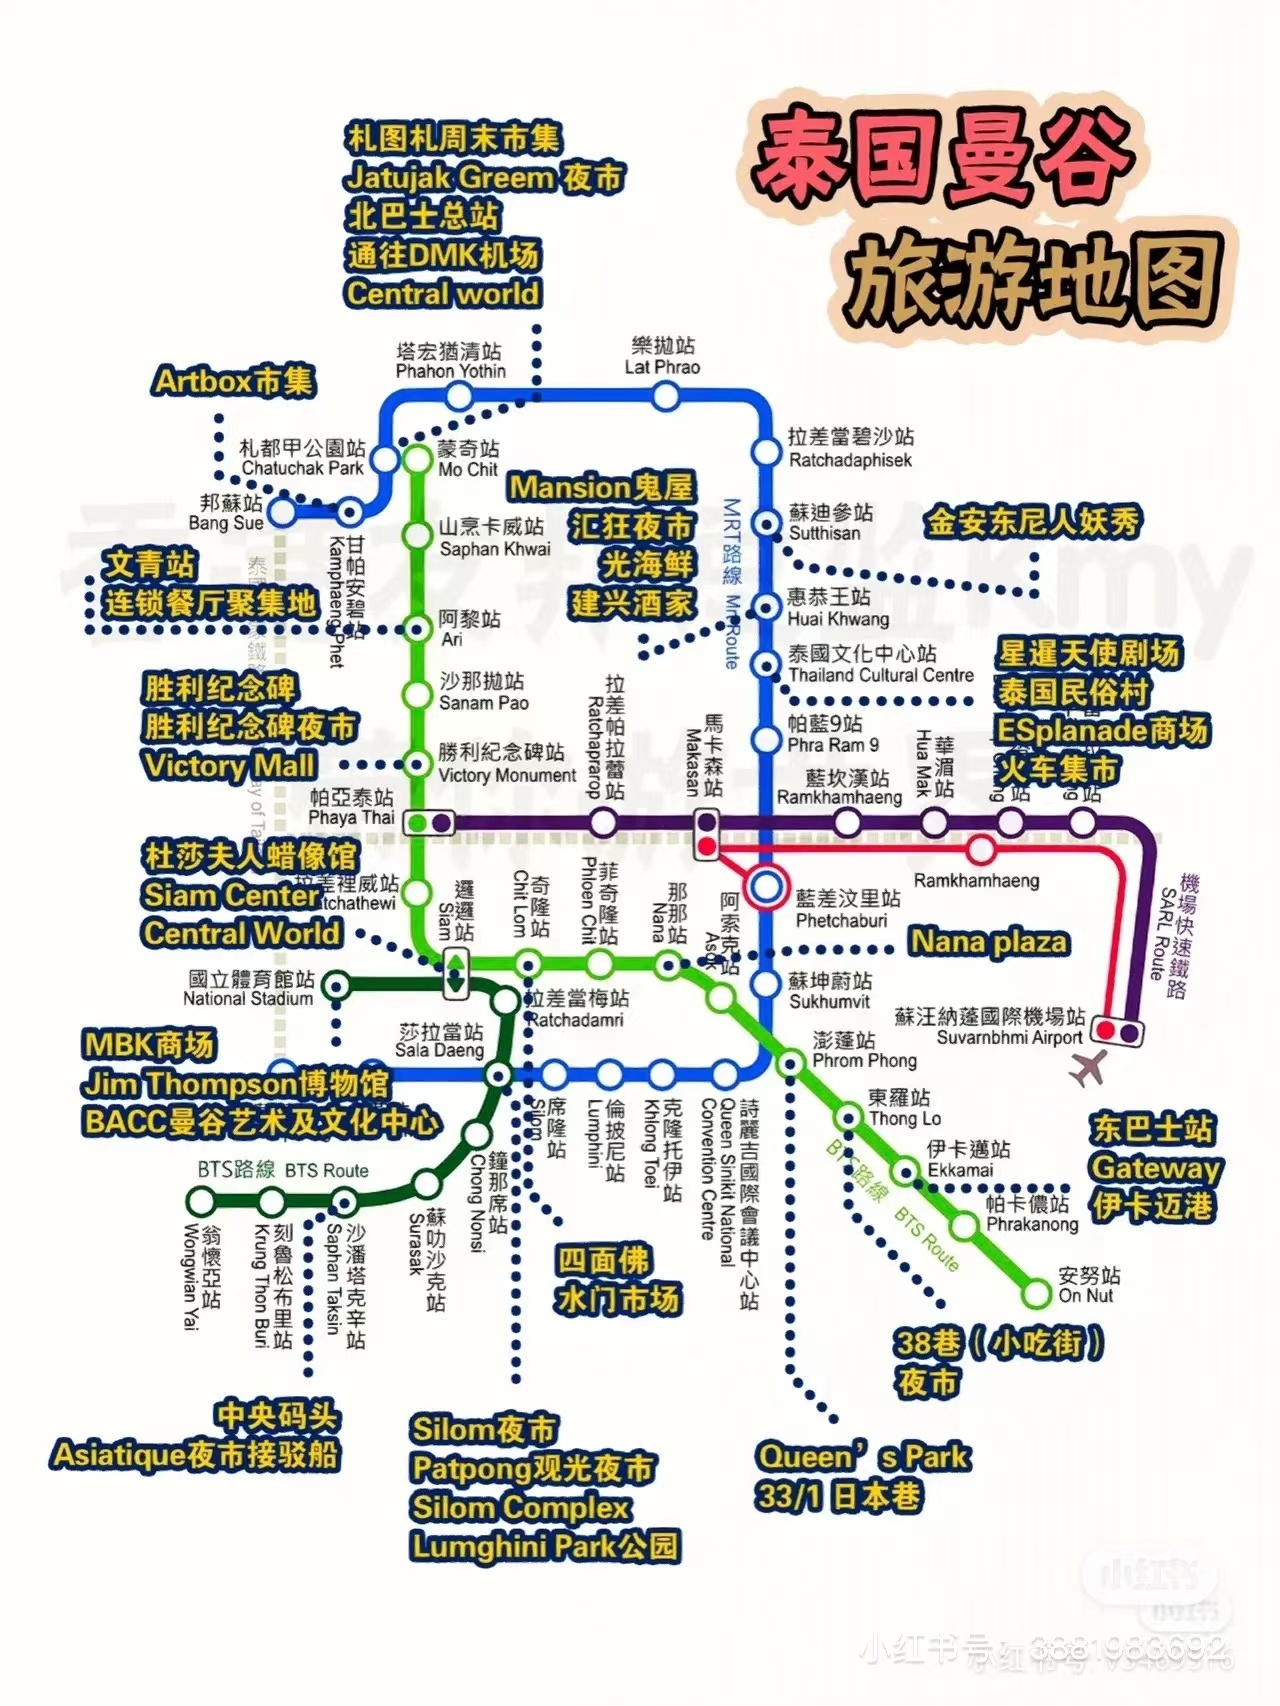 泰国曼谷
旅游地图
札图札周末市集
Jatujak Greem 夜市
北巴士总站
通往DMK机场
Central world
塔宏猶清站
Phahon Yothin
樂拋站
Lat Phrao
Artbox市集
札都甲公園站
Chatuchak Park
蒙奇站
Mo Chit
拉差當碧沙站
Ratchadaphisek
邦蘇站
Bang Sue
甘帕安碧站
Kamphaeng Phet
山烹卡威站
Saphan Khwai
Mansion鬼屋
汇狂夜市
光海鲜
建兴酒家
MRT路線
Mrt Route
蘇迪參站
Sutthisan
金安东尼人妖秀
文青站
连锁餐厅聚集地
阿黎站
Ari
惠恭王站
Huai Khwang
泰國文化中心站
Thailand Cultural Centre
星暹天使剧场
泰国民俗村
ESplanade商场
火车集市
胜利纪念碑
胜利纪念碑夜市
Victory Mall
沙那拋站
Sanam Pao
勝利紀念碑站
Victory Monument
拉差帕拉蕾站
Ratchaprarop
馬卡森站
Makasan
帕藍9站
Phra Ram 9
藍坎漢站
Ramkhamhaeng
華湄站
Hua Mak
帕亞泰站
Phaya Thai
杜莎夫人蜡像馆
Siam Center
Central World
暹邏站
Siam
奇隆站
Chit Lom
菲奇隆站
Phloen Chit
那那站
Nana
阿索克站
Asok
藍差汶里站
Phetchaburi
Ramkhamhaeng
機場快速鐵路
SARL Route
Nana plaza
國立體育館站
National Stadium
拉差當梅站
Ratchadamri
蘇坤蔚站
Sukhumvit
蘇汪納蓬國際機場站
Suvarnbhmi Airport
莎拉當站
Sala Daeng
澎蓬站
Phrom Phong
MBK商场
Jim Thompson博物馆
BACC曼谷艺术及文化中心
東羅站
Thong Lo
伊卡邁站
Ekkamai
帕卡儂站
Phrakanong
安努站
On Nut
BTS路線
BTS Route
东巴士站
Gateway
伊卡迈港
BTS路線 BTS Route
席隆站
Silom
倫披尼站
Lumphini
克隆托伊站
Khlong Toei
詩麗吉國際會議中心站
Queen Sinikit National
Convention Centre
翁懷亞站
Wongwian Yai
刻魯松布里站
Krung Thon Buri
沙潘塔克辛站
Saphan Taksin
蘇叻沙克站
Surasak
鐘那席站
Chong Nonsi
四面佛
水门市场
38巷（小吃街）
夜市
中央码头
Asiatique夜市接驳船
Silom夜市
Patpong观光夜市
Silom Complex
Lumghini Park公园
Queen’s Park
33/1 日本巷
小红书
小红书
小红书号: 3881983692